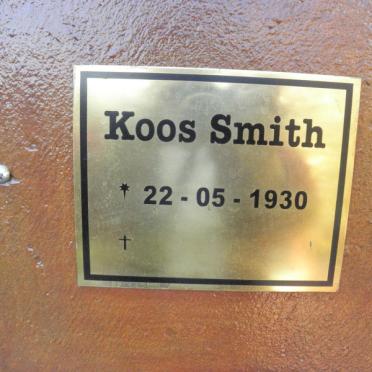 Koos Smith
* 22 - 05 - 1930
†